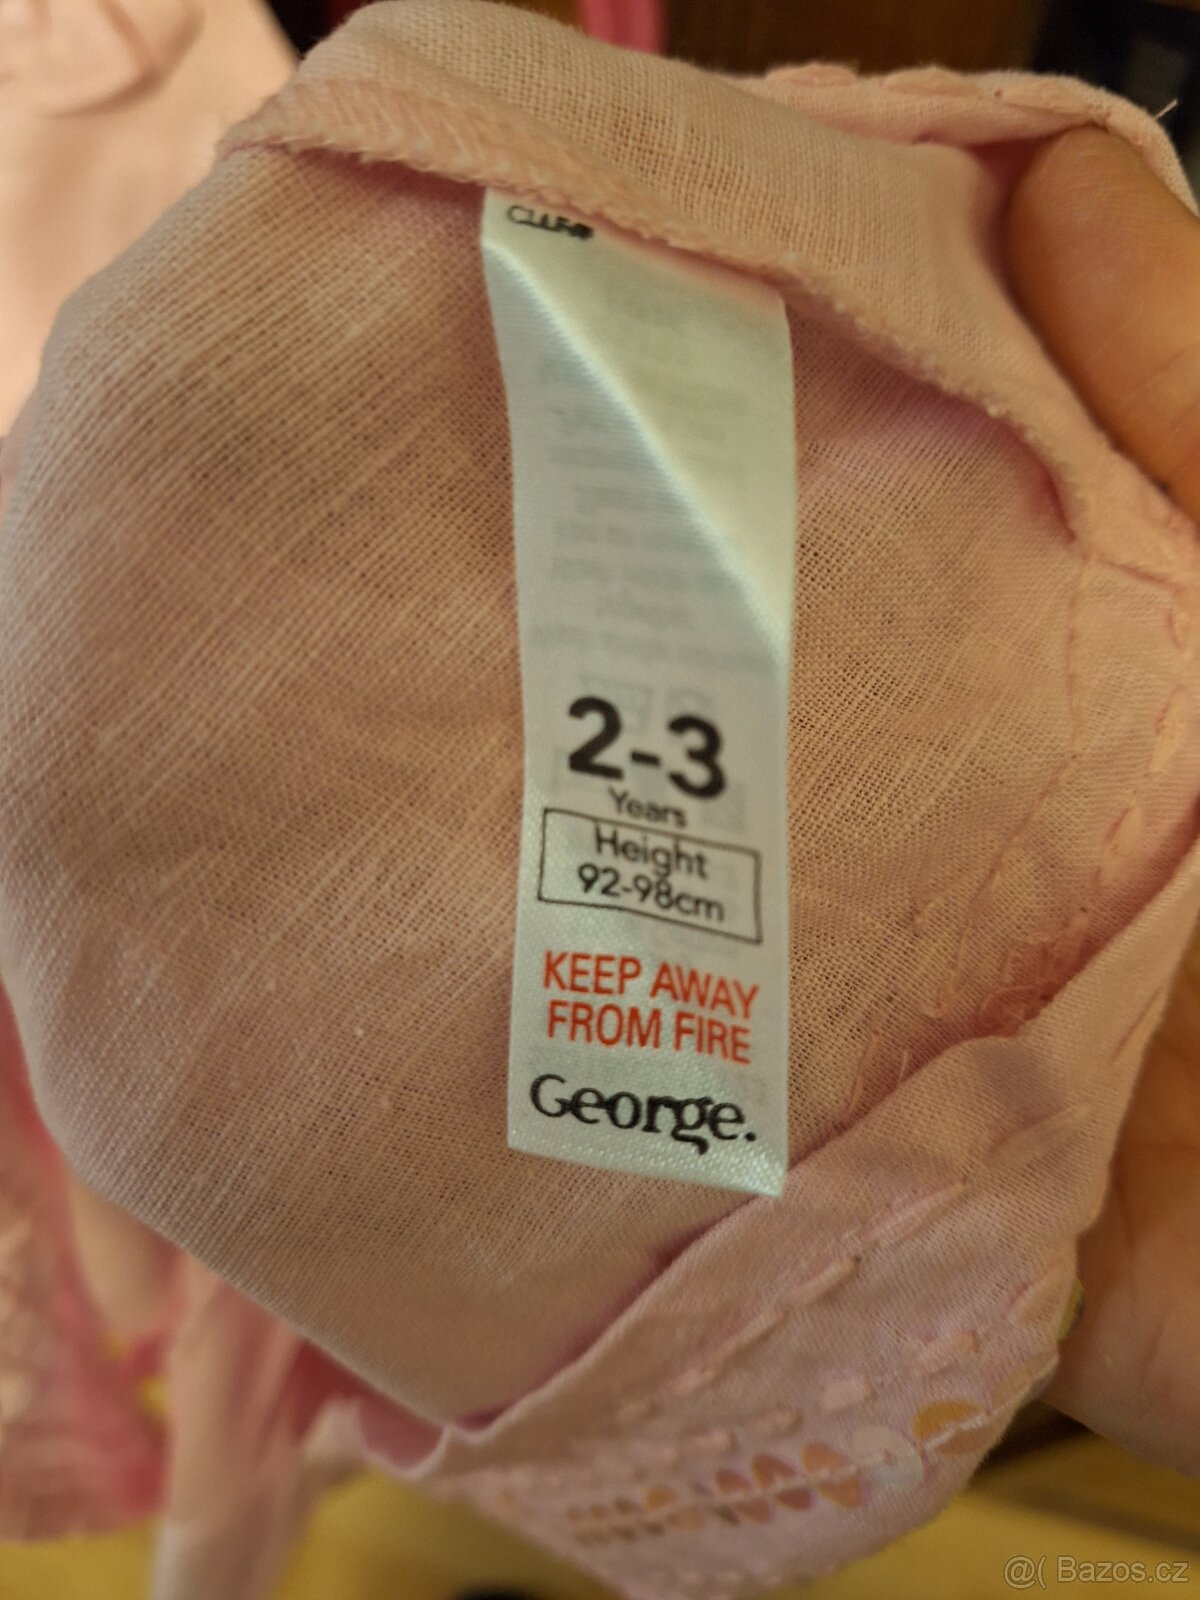 2-3
Years
Height
92-98cm
KEEP AWAY
FROM FIRE
George.
@( Bazos.cz